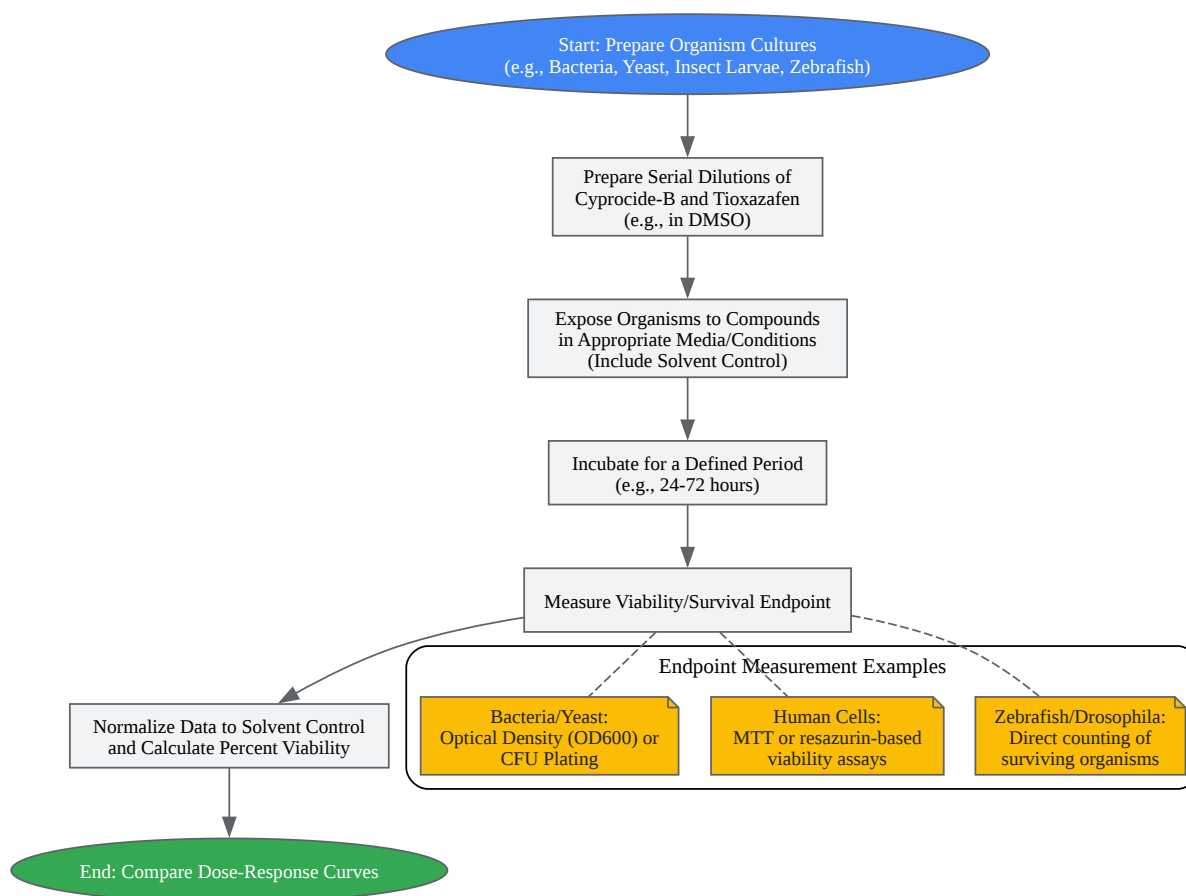 Start: Prepare Organism Cultures
(e.g., Bacteria, Yeast, Insect Larvae, Zebrafish)
Prepare Serial Dilutions of
Cyprocide-B and Tioxazafen
(e.g., in DMSO)
Expose Organisms to Compounds
in Appropriate Media/Conditions
(Include Solvent Control)
Incubate for a Defined Period
(e.g., 24-72 hours)
Measure Viability/Survival Endpoint
Endpoint Measurement Examples
Normalize Data to Solvent Control
and Calculate Percent Viability
Bacteria/Yeast:
Optical Density (OD600) or
CFU Plating
Human Cells:
MTT or resazurin-based
viability assays
Zebrafish/Drosophila:
Direct counting of
surviving organisms
End: Compare Dose-Response Curves